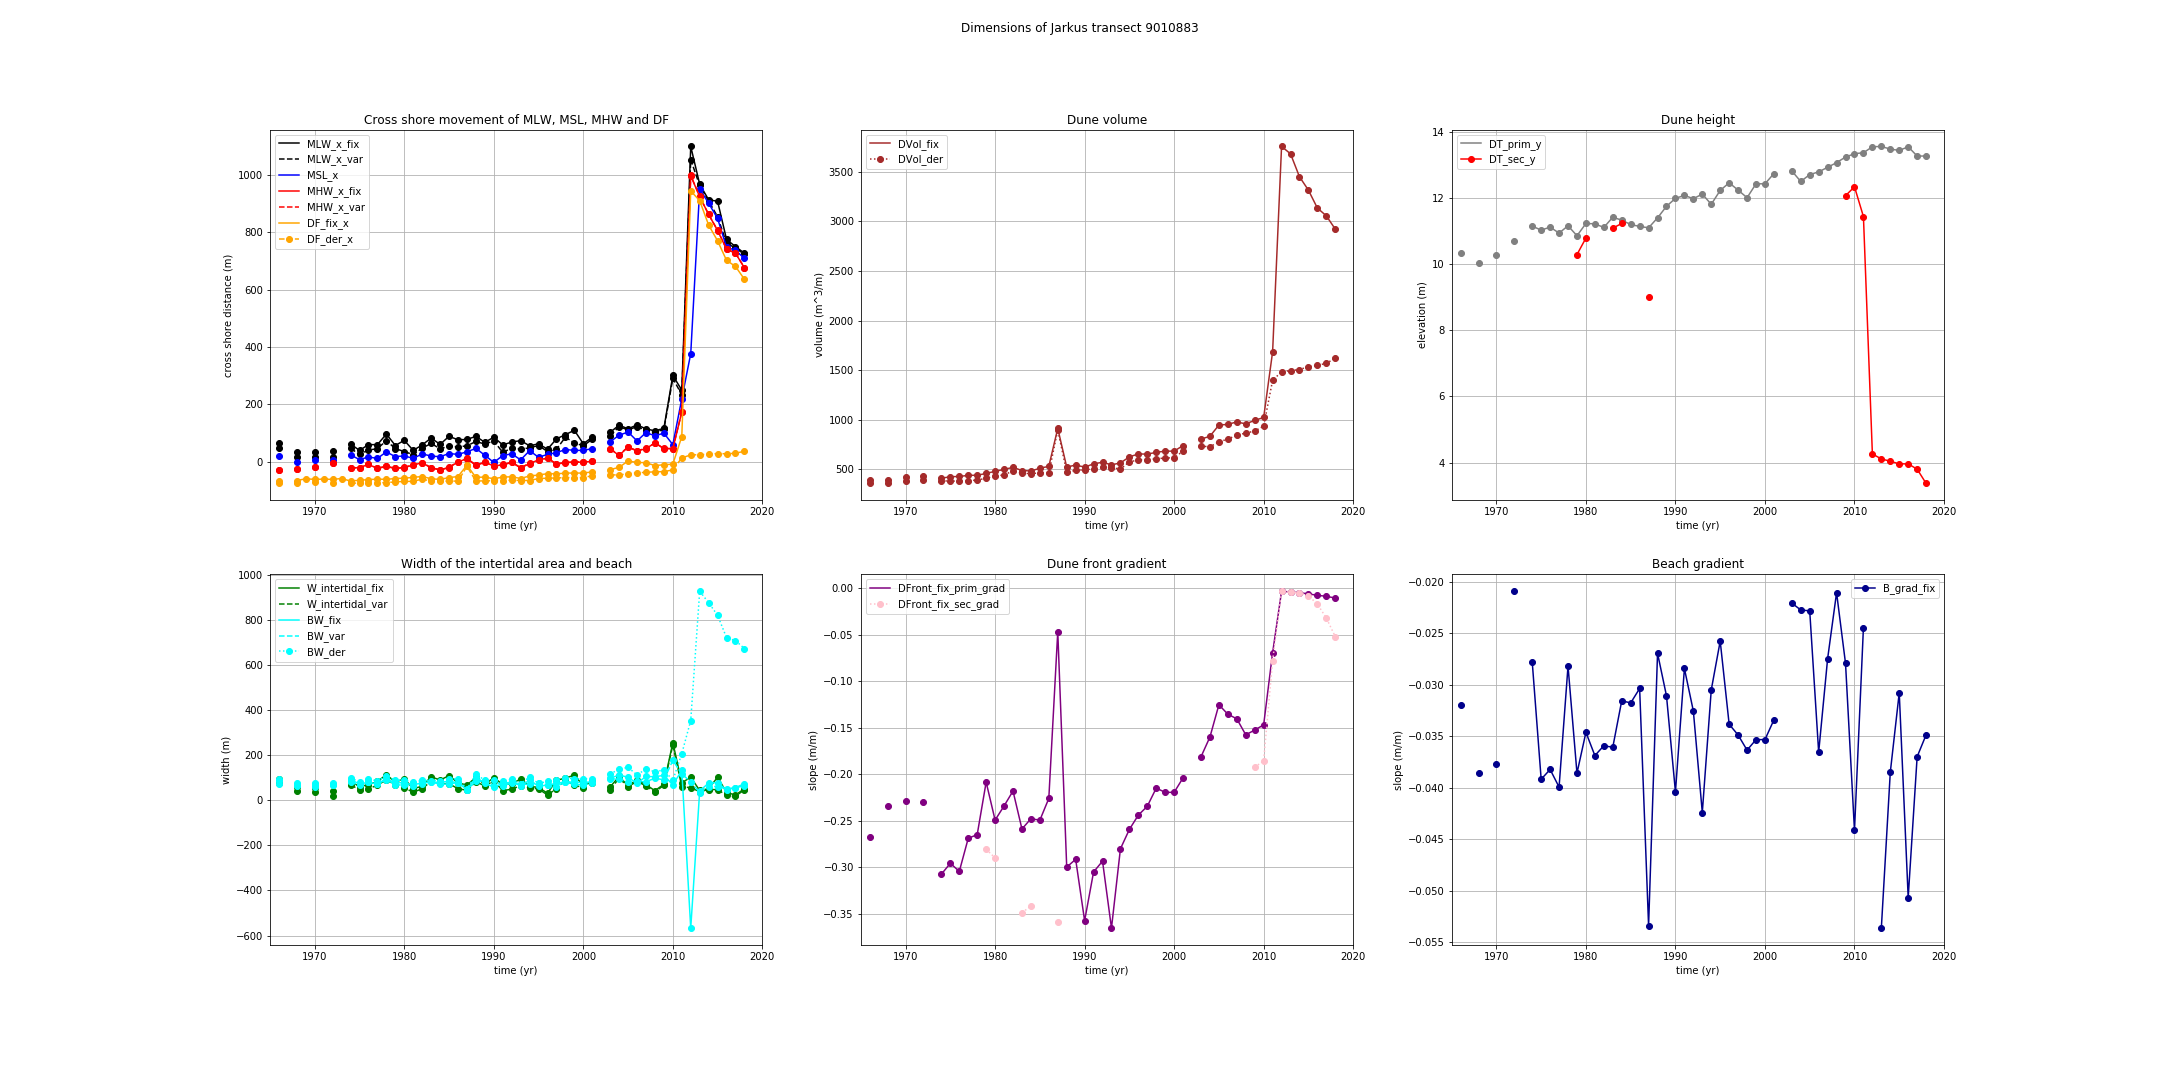 Dimensions of Jarkus transect 9010883
Cross shore movement of MLW, MSL, MHW and DF
MLW_x_fix
MLW_x_var
MSL_x
MHW_x_fix
MHW_x_var
DF_fix_x
DF_der_x
1000
800
600
400
200
0
cross shore distance (m)
1970 1980 1990 2000 2010 2020
time (yr)
Dune volume
DVol_fix
DVol_der
3500
3000
2500
2000
1500
1000
500
volume (m^3/m)
1970 1980 1990 2000 2010 2020
time (yr)
Dune height
DT_prim_y
DT_sec_y
14
12
10
8
6
4
elevation (m)
1970 1980 1990 2000 2010 2020
time (yr)
Width of the intertidal area and beach
W_intertidal_fix
W_intertidal_var
BW_fix
BW_var
BW_der
1000
800
600
400
200
0
−200
−400
−600
width (m)
1970 1980 1990 2000 2010 2020
time (yr)
Dune front gradient
DFront_fix_prim_grad
DFront_fix_sec_grad
0.00
−0.05
−0.10
−0.15
−0.20
−0.25
−0.30
−0.35
slope (m/m)
1970 1980 1990 2000 2010 2020
time (yr)
Beach gradient
B_grad_fix
−0.020
−0.025
−0.030
−0.035
−0.040
−0.045
−0.050
−0.055
slope (m/m)
1970 1980 1990 2000 2010 2020
time (yr)